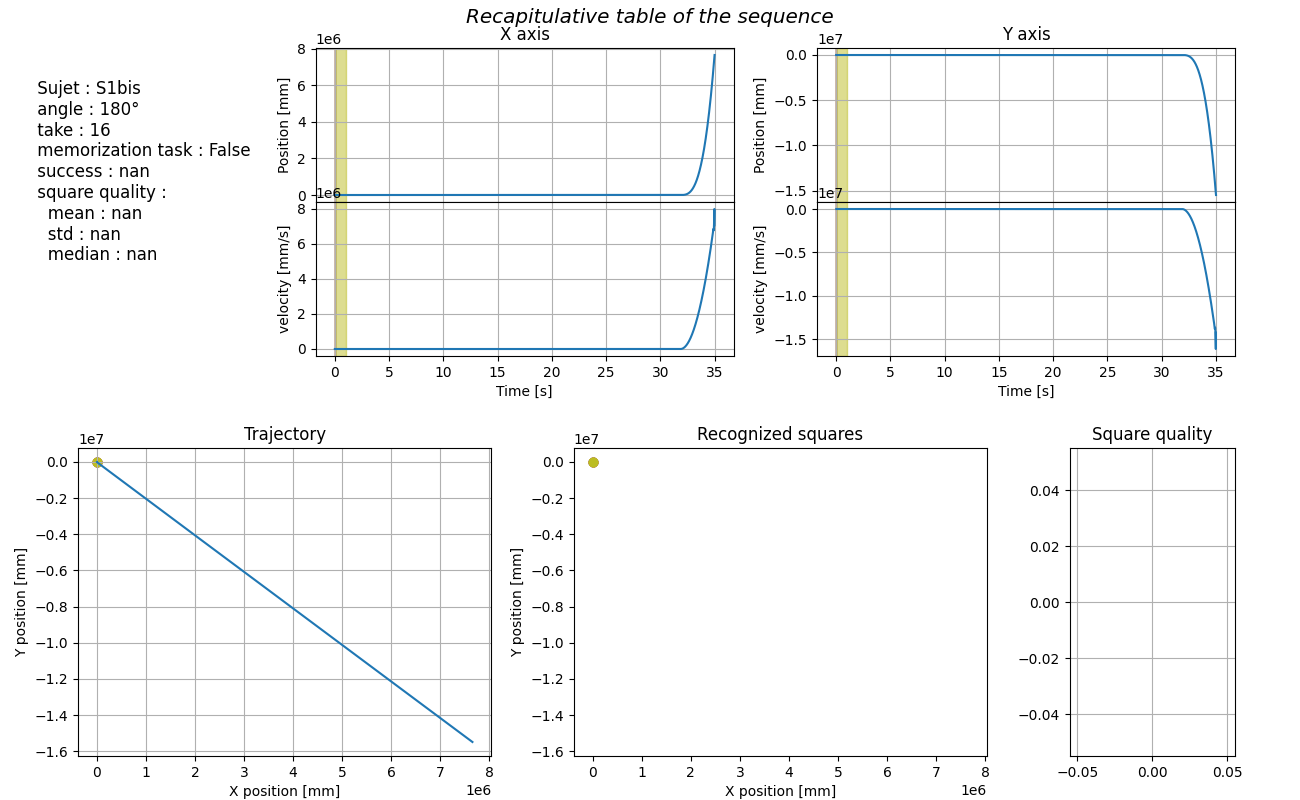 Recapitulative table of the sequence
Sujet : S1bis
angle : 180°
take : 16
memorization task : False
success : nan
square quality :
mean : nan
std : nan
median : nan
X axis
1e6
Position [mm]
8
6
4
2
0
1e6
velocity [mm/s]
8
6
4
2
0
0 5 10 15 20 25 30 35
Time [s]
Y axis
1e7
Position [mm]
0.0
−0.5
−1.0
−1.5
1e7
velocity [mm/s]
0.0
−0.5
−1.0
−1.5
0 5 10 15 20 25 30 35
Time [s]
Trajectory
1e7
Y position [mm]
0.0
−0.2
−0.4
−0.6
−0.8
−1.0
−1.2
−1.4
−1.6
0 1 2 3 4 5 6 7 8
X position [mm]
1e6
Recognized squares
1e7
Y position [mm]
0.0
−0.2
−0.4
−0.6
−0.8
−1.0
−1.2
−1.4
−1.6
0 1 2 3 4 5 6 7 8
X position [mm]
1e6
Square quality
0.04
0.02
0.00
−0.02
−0.04
−0.05 0.00 0.05